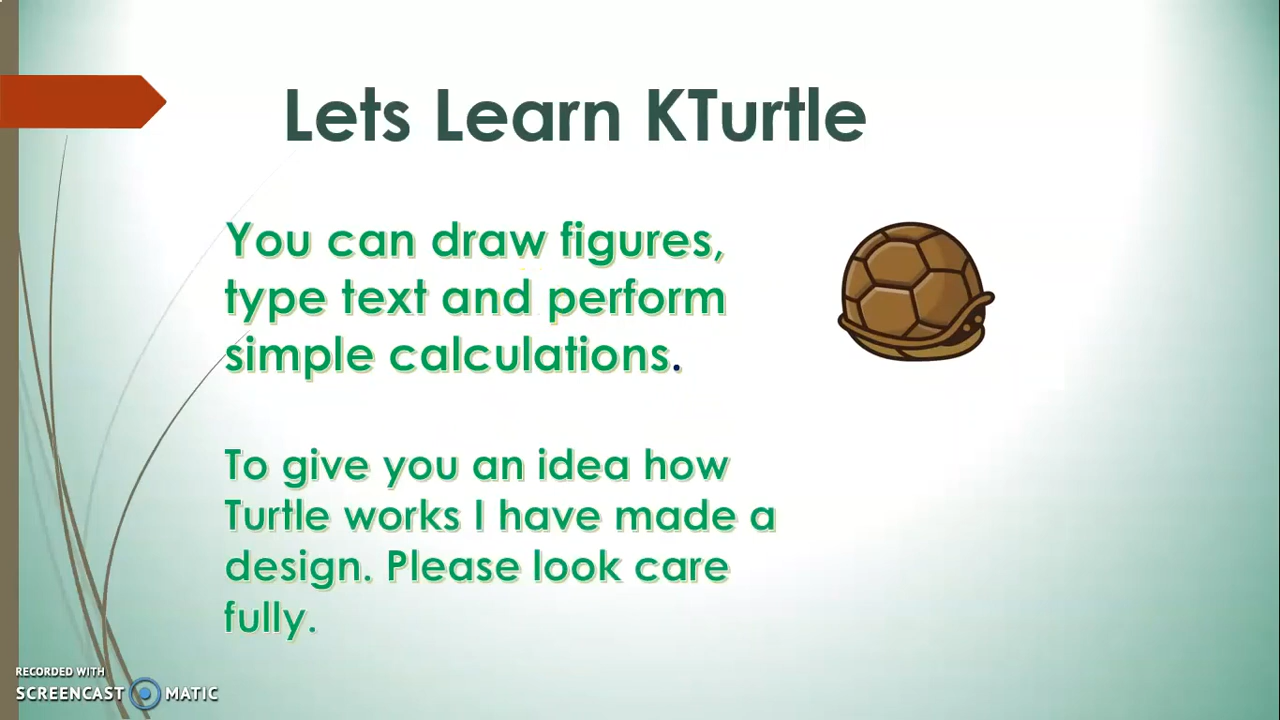 Lets Learn KTurtle
You can draw figures,
type text and perform
simple calculations.
To give you an idea how
Turtle works I have made a
design. Please look care
fully.
RECORDED WITH
SCREENCAST MATIC